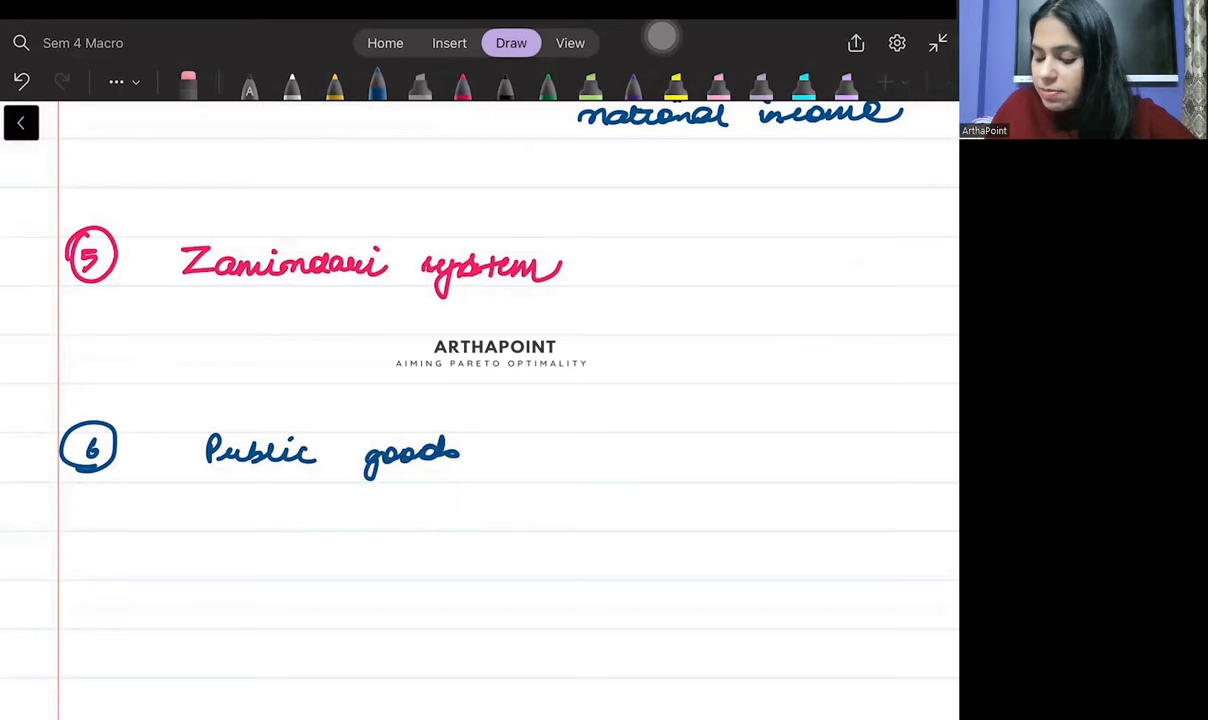 Sem 4 Macro
Home Insert Draw View
A
ArthaPoint
national income
5 Zamindari system
ARTHAPOINT
AIMING PARETO OPTIMALITY
6 Public goods